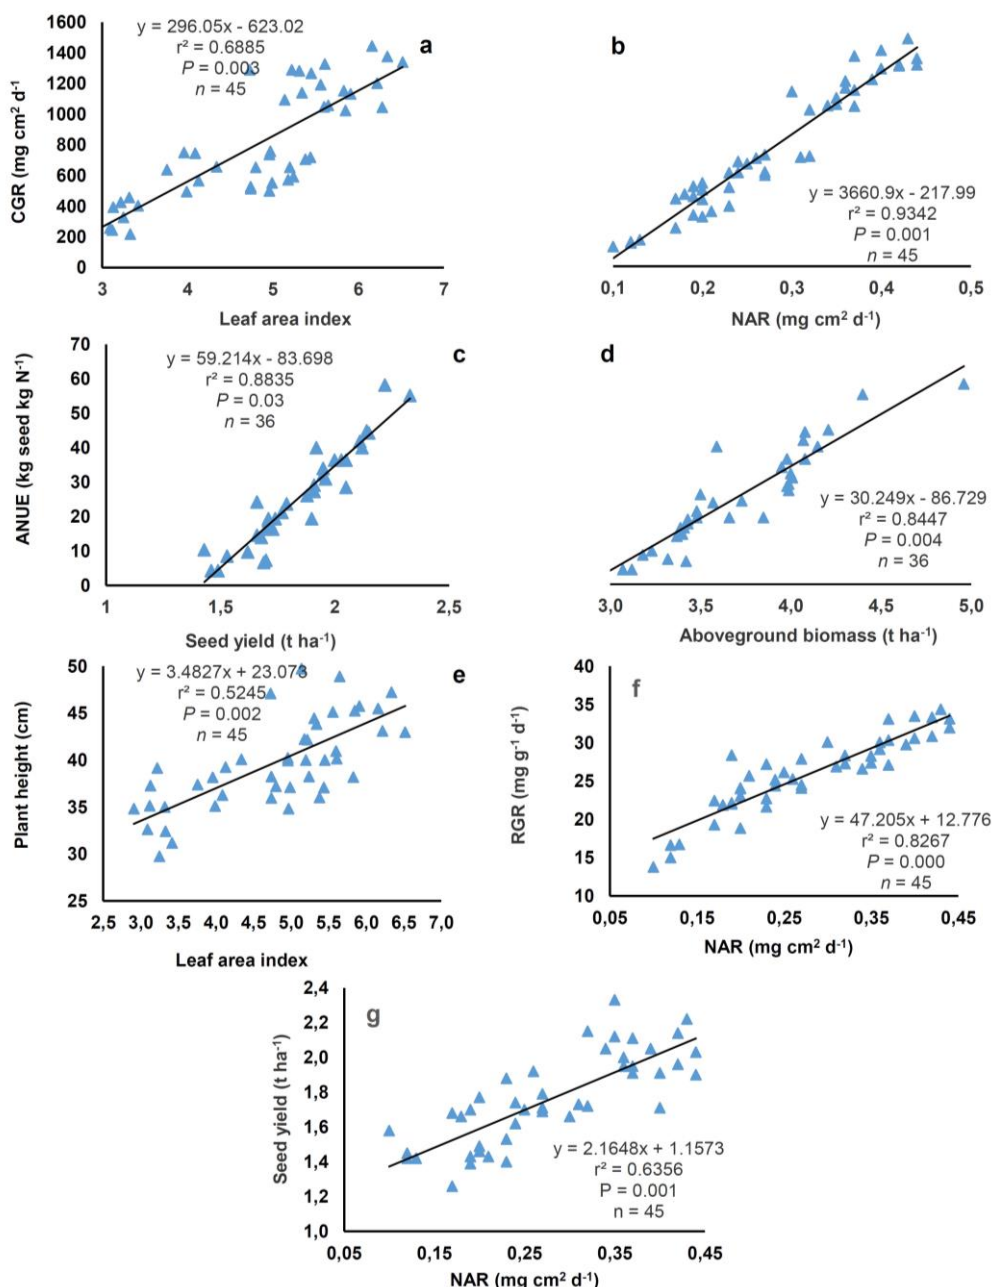 a
y = 296.05x - 623.02
r² = 0.6885
P = 0.003
n = 45
CGR (mg cm² d⁻¹)
1600
1400
1200
1000
800
600
400
200
0
3 4 5 6 7
Leaf area index
b
y = 3660.9x - 217.99
r² = 0.9342
P = 0.001
n = 45
0,1 0,2 0,3 0,4 0,5
NAR (mg cm² d⁻¹)
c
y = 59.214x - 83.698
r² = 0.8835
P = 0.03
n = 36
ANUE (kg seed kg N⁻¹)
70
60
50
40
30
20
10
0
1 1,5 2 2,5
Seed yield (t ha⁻¹)
d
y = 30.249x - 86.729
r² = 0.8447
P = 0.004
n = 36
3,0 3,5 4,0 4,5 5,0
Aboveground biomass (t ha⁻¹)
e
y = 3.4827x + 23.073
r² = 0.5245
P = 0.002
n = 45
Plant height (cm)
50
45
40
35
30
25
2,5 3,0 3,5 4,0 4,5 5,0 5,5 6,0 6,5 7,0
Leaf area index
f
y = 47.205x + 12.776
r² = 0.8267
P = 0.000
n = 45
RGR (mg g⁻¹ d⁻¹)
40
35
30
25
20
15
10
0,05 0,15 0,25 0,35 0,45
NAR (mg cm² d⁻¹)
g
y = 2.1648x + 1.1573
r² = 0.6356
P = 0.001
n = 45
Seed yield (t ha⁻¹)
2,4
2,2
2,0
1,8
1,6
1,4
1,2
1,0
0,05 0,15 0,25 0,35 0,45
NAR (mg cm² d⁻¹)